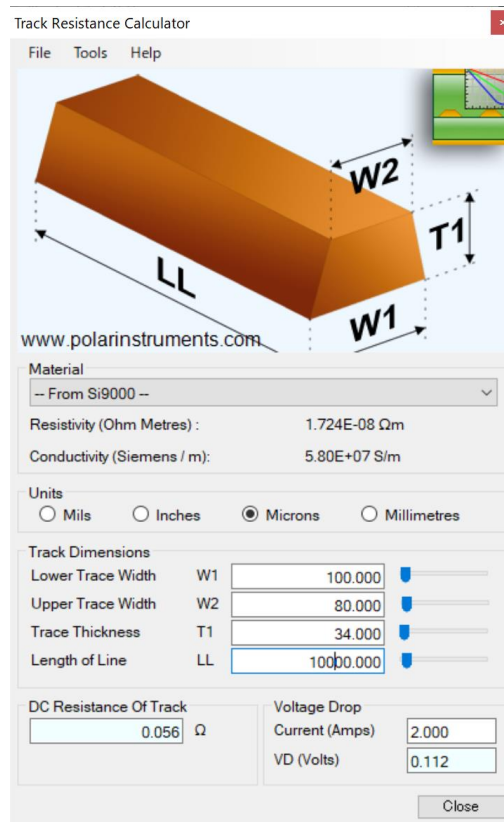 Track Resistance Calculator
File Tools Help
W2
T1
LL
W1
www.polarinstruments.com
Material
-- From Si9000 --
Resistivity (Ohm Metres) : 1.724E-08 Ωm
Conductivity (Siemens / m): 5.80E+07 S/m
Units
Mils Inches Microns Millimetres
Track Dimensions
Lower Trace Width W1 100.000
Upper Trace Width W2 80.000
Trace Thickness T1 34.000
Length of Line LL 10000.000
DC Resistance Of Track
0.056 Ω
Voltage Drop
Current (Amps) 2.000
VD (Volts) 0.112
Close